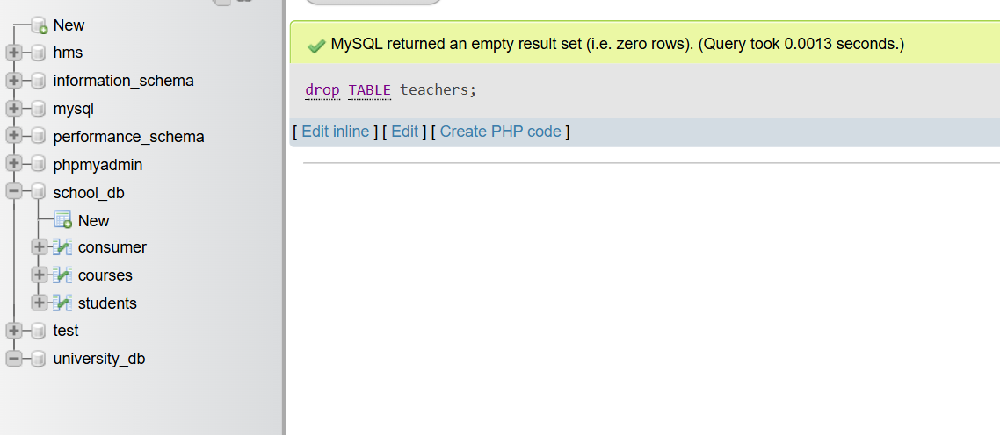 New
hms
information_schema
mysql
performance_schema
phpmyadmin
school_db
New
consumer
courses
students
test
university_db
MySQL returned an empty result set (i.e. zero rows). (Query took 0.0013 seconds.)
drop TABLE teachers;
[ Edit inline ] [ Edit ] [ Create PHP code ]